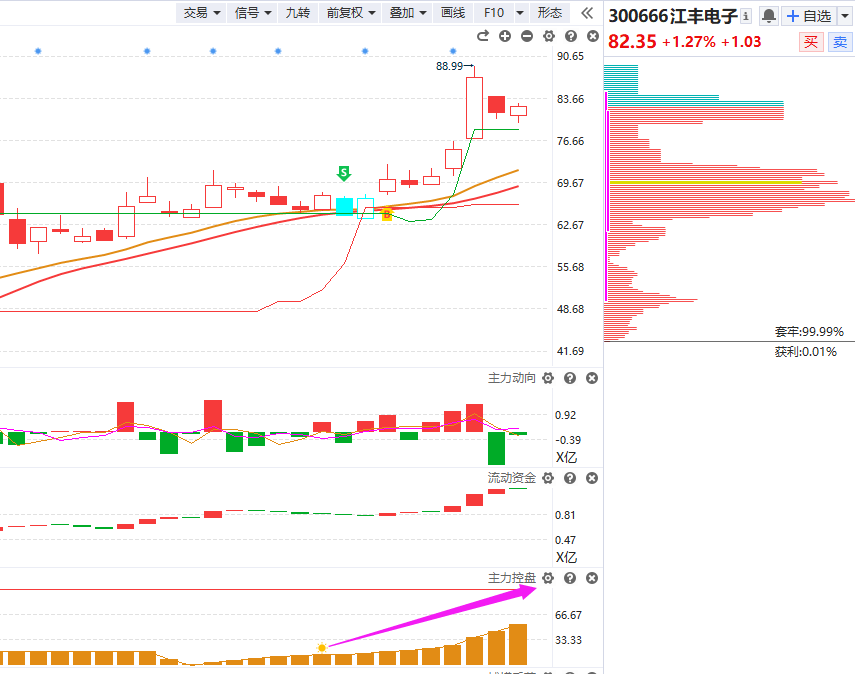 交易 信号 九转 前复权 叠加 画线 F10 形态
300666江丰电子 自选
82.35 +1.27% +1.03 买 卖
90.65
88.99
83.66
76.66
S
69.67
B
62.67
55.68
48.68
套牢:99.99%
41.69
获利:0.01%
主力动向
0.92
-0.39
X亿
流动资金
0.81
0.47
X亿
主力控盘
66.67
33.33